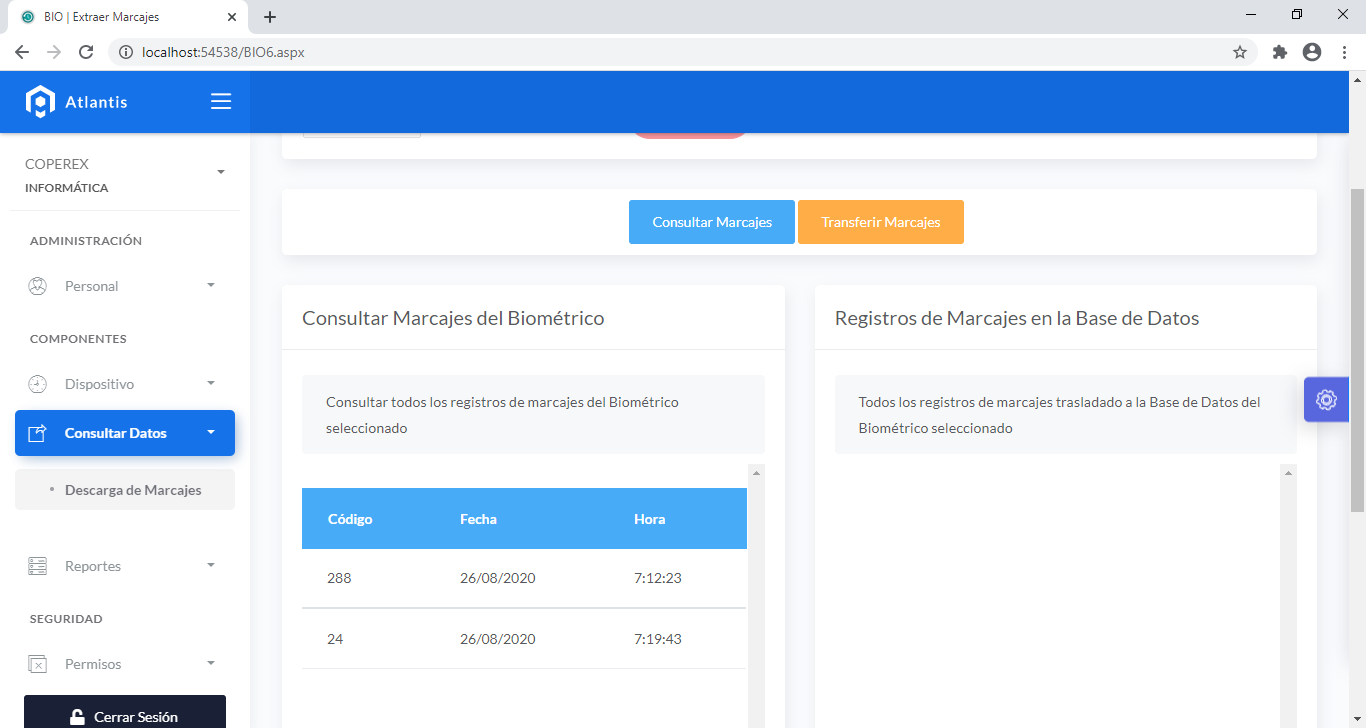 BIO | Extraer Marcajes
localhost:54538/BIO6.aspx
Atlantis
COPEREX
INFORMÁTICA
ADMINISTRACIÓN
Personal
COMPONENTES
Dispositivo
Consultar Datos
• Descarga de Marcajes
Reportes
SEGURIDAD
Permisos
Cerrar Sesión
Consultar Marcajes
Transferir Marcajes
Consultar Marcajes del Biométrico
Consultar todos los registros de marcajes del Biométrico
seleccionado
Código Fecha Hora
288 26/08/2020 7:12:23
24 26/08/2020 7:19:43
Registros de Marcajes en la Base de Datos
Todos los registros de marcajes trasladado a la Base de Datos del
Biométrico seleccionado